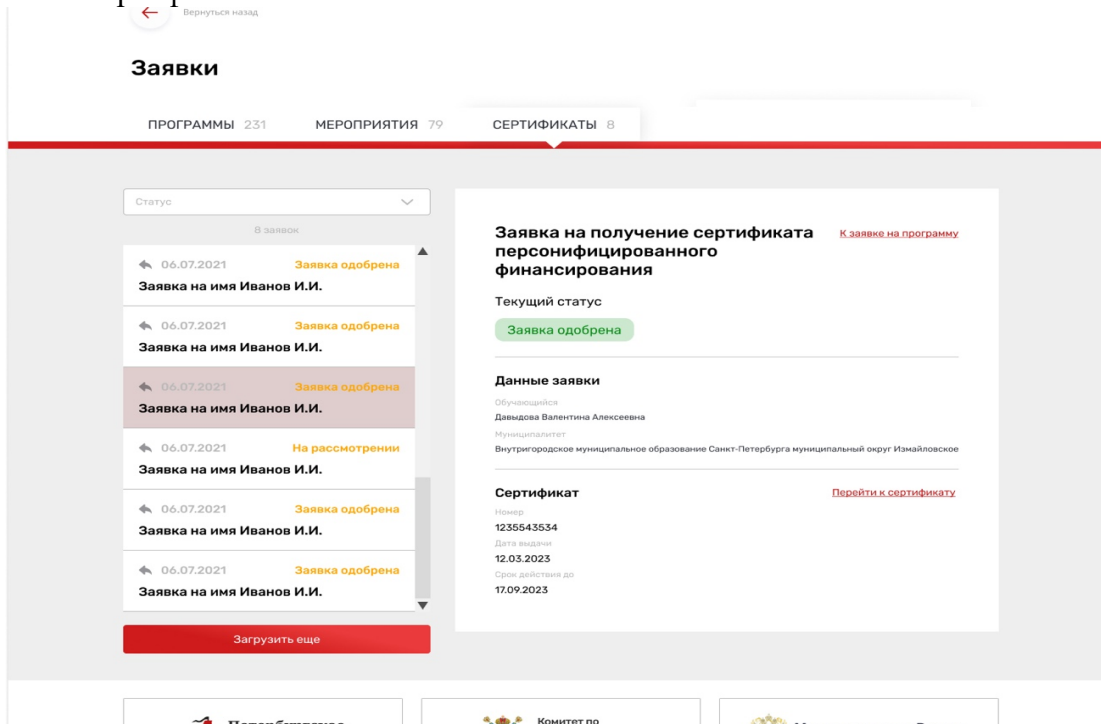 Вернуться назад
Заявки
ПРОГРАММЫ 231 МЕРОПРИЯТИЯ 79 СЕРТИФИКАТЫ 8
Статус
8 заявок
06.07.2021 Заявка одобрена
Заявка на имя Иванов И.И.
06.07.2021 Заявка одобрена
Заявка на имя Иванов И.И.
06.07.2021 Заявка одобрена
Заявка на имя Иванов И.И.
06.07.2021 На рассмотрении
Заявка на имя Иванов И.И.
06.07.2021 Заявка одобрена
Заявка на имя Иванов И.И.
06.07.2021 Заявка одобрена
Заявка на имя Иванов И.И.
Загрузить еще
Заявка на получение сертификата
персонифицированного
финансирования
К заявке на программу
Текущий статус
Заявка одобрена
Данные заявки
Обучающийся
Давыдова Валентина Алексеевна
Муниципалитет
Внутригородское муниципальное образование Санкт-Петербурга муниципальный округ Измайловское
Сертификат
Перейти к сертификату
Номер
1235543534
Дата выдачи
12.03.2023
Срок действия до
17.09.2023
Комитет по